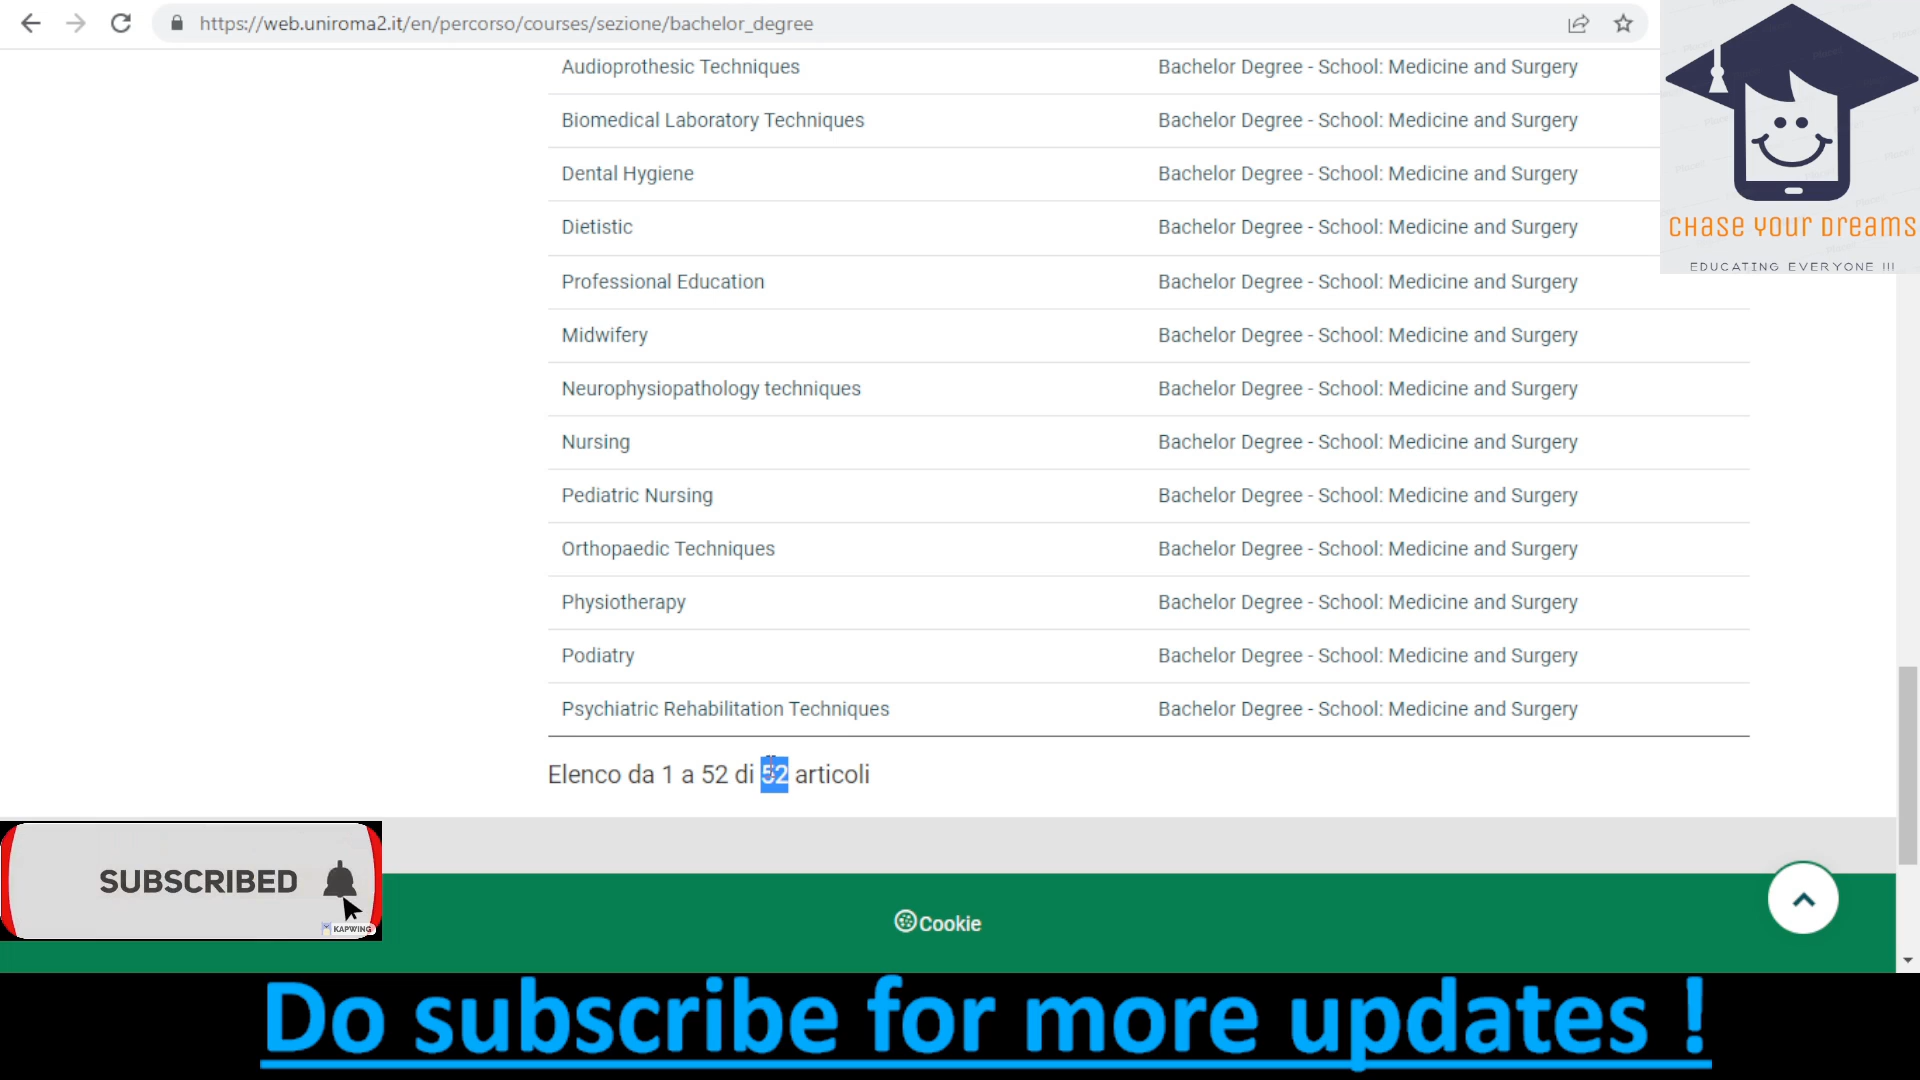 https://web.uniroma2.it/en/percorso/courses/sezione/bachelor_degree
Audioprothesic Techniques Bachelor Degree - School: Medicine and Surgery
Biomedical Laboratory Techniques Bachelor Degree - School: Medicine and Surgery
Dental Hygiene Bachelor Degree - School: Medicine and Surgery
Dietistic Bachelor Degree - School: Medicine and Surgery
Professional Education Bachelor Degree - School: Medicine and Surgery
Midwifery Bachelor Degree - School: Medicine and Surgery
Neurophysiopathology techniques Bachelor Degree - School: Medicine and Surgery
Nursing Bachelor Degree - School: Medicine and Surgery
Pediatric Nursing Bachelor Degree - School: Medicine and Surgery
Orthopaedic Techniques Bachelor Degree - School: Medicine and Surgery
Physiotherapy Bachelor Degree - School: Medicine and Surgery
Podiatry Bachelor Degree - School: Medicine and Surgery
Psychiatric Rehabilitation Techniques Bachelor Degree - School: Medicine and Surgery
Elenco da 1 a 52 di 52 articoli
CHASE YOUR DREAMS
EDUCATING EVERYONE !!!
SUBSCRIBED
KAPWING
Cookie
Do subscribe for more updates !